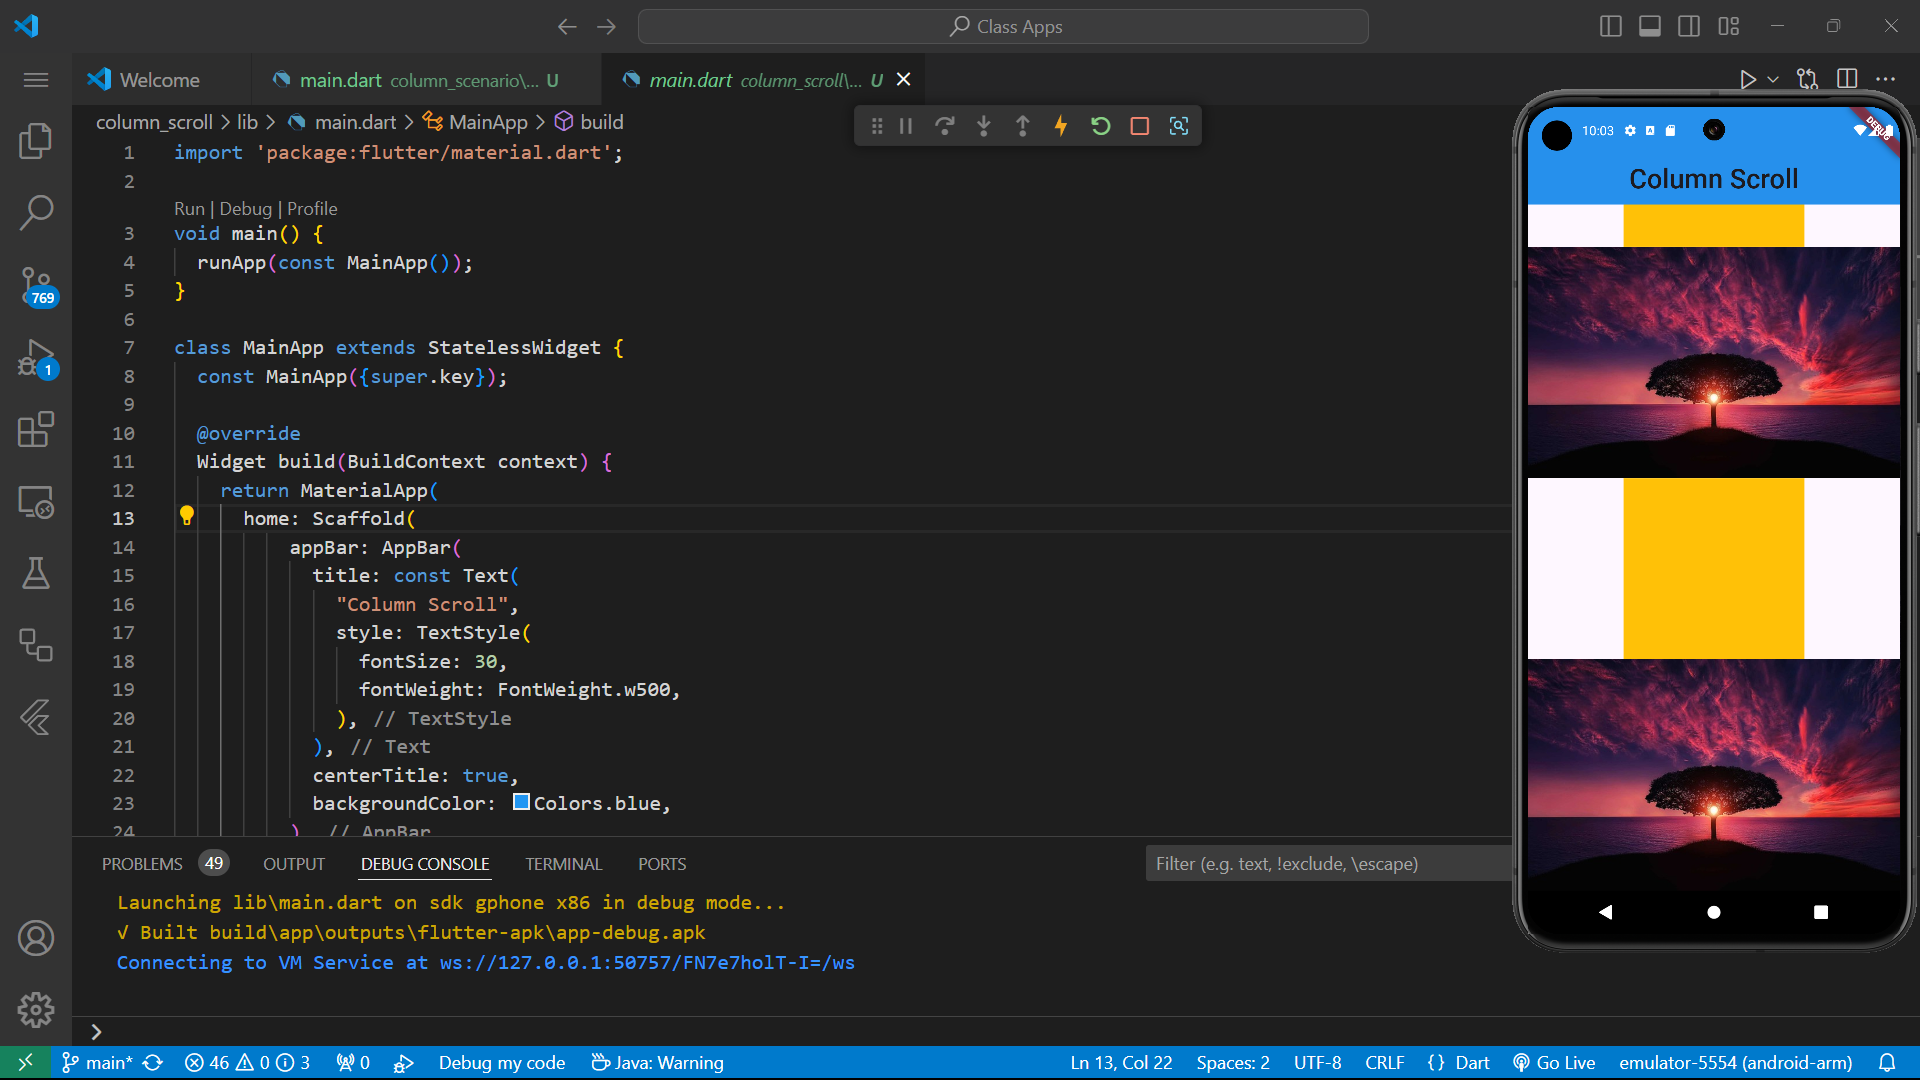 Class Apps
Welcome
main.dart column_scenario\... U
main.dart column_scroll\... U
column_scroll > lib > main.dart > MainApp > build
1 import 'package:flutter/material.dart';
2
Run | Debug | Profile
3 void main() {
4 runApp(const MainApp());
5 }
6
7 class MainApp extends StatelessWidget {
8 const MainApp({super.key});
9
10 @override
11 Widget build(BuildContext context) {
12 return MaterialApp(
13 home: Scaffold(
14 appBar: AppBar(
15 title: const Text(
16 "Column Scroll",
17 style: TextStyle(
18 fontSize: 30,
19 fontWeight: FontWeight.w500,
20 ), // TextStyle
21 ), // Text
22 centerTitle: true,
23 backgroundColor: Colors.blue,
24 ) // AppBar
769
1
10:03
DEBUG
Column Scroll
PROBLEMS 49 OUTPUT DEBUG CONSOLE TERMINAL PORTS
Filter (e.g. text, !exclude, \escape)
Launching lib\main.dart on sdk gphone x86 in debug mode...
√ Built build\app\outputs\flutter-apk\app-debug.apk
Connecting to VM Service at ws://127.0.0.1:50757/FN7e7holT-I=/ws
>
main* 46 0 3 0 Debug my code Java: Warning Ln 13, Col 22 Spaces: 2 UTF-8 CRLF {} Dart Go Live emulator-5554 (android-arm)